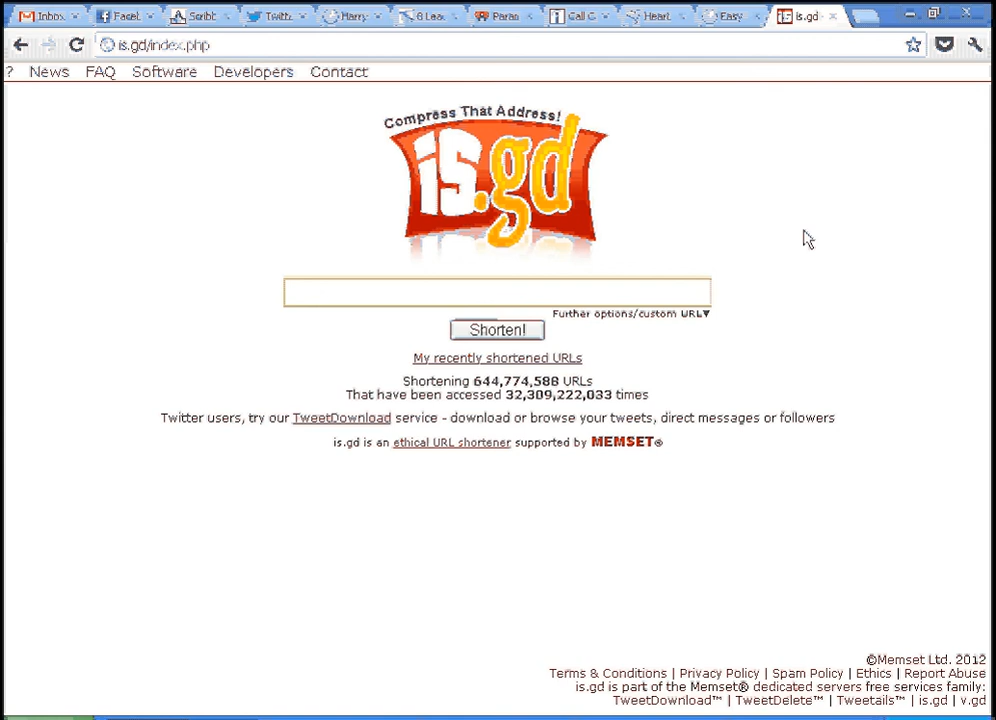 Inbox Facel Scribt Twitt Harry 8 Lea Paran Call C Heart Easy is.gd
is.gd/index.php
? News FAQ Software Developers Contact
Compress That Address!
is.gd
Further options/custom URL▼
Shorten!
My recently shortened URLs
Shortening 644,774,588 URLs
That have been accessed 32,309,222,033 times
Twitter users, try our TweetDownload service - download or browse your tweets, direct messages or followers
is.gd is an ethical URL shortener supported by MEMSET®
©Memset Ltd. 2012
Terms & Conditions | Privacy Policy | Spam Policy | Ethics | Report Abuse
is.gd is part of the Memset® dedicated servers free services family:
TweetDownload™ | TweetDelete™ | Tweetails™ | is.gd | v.gd